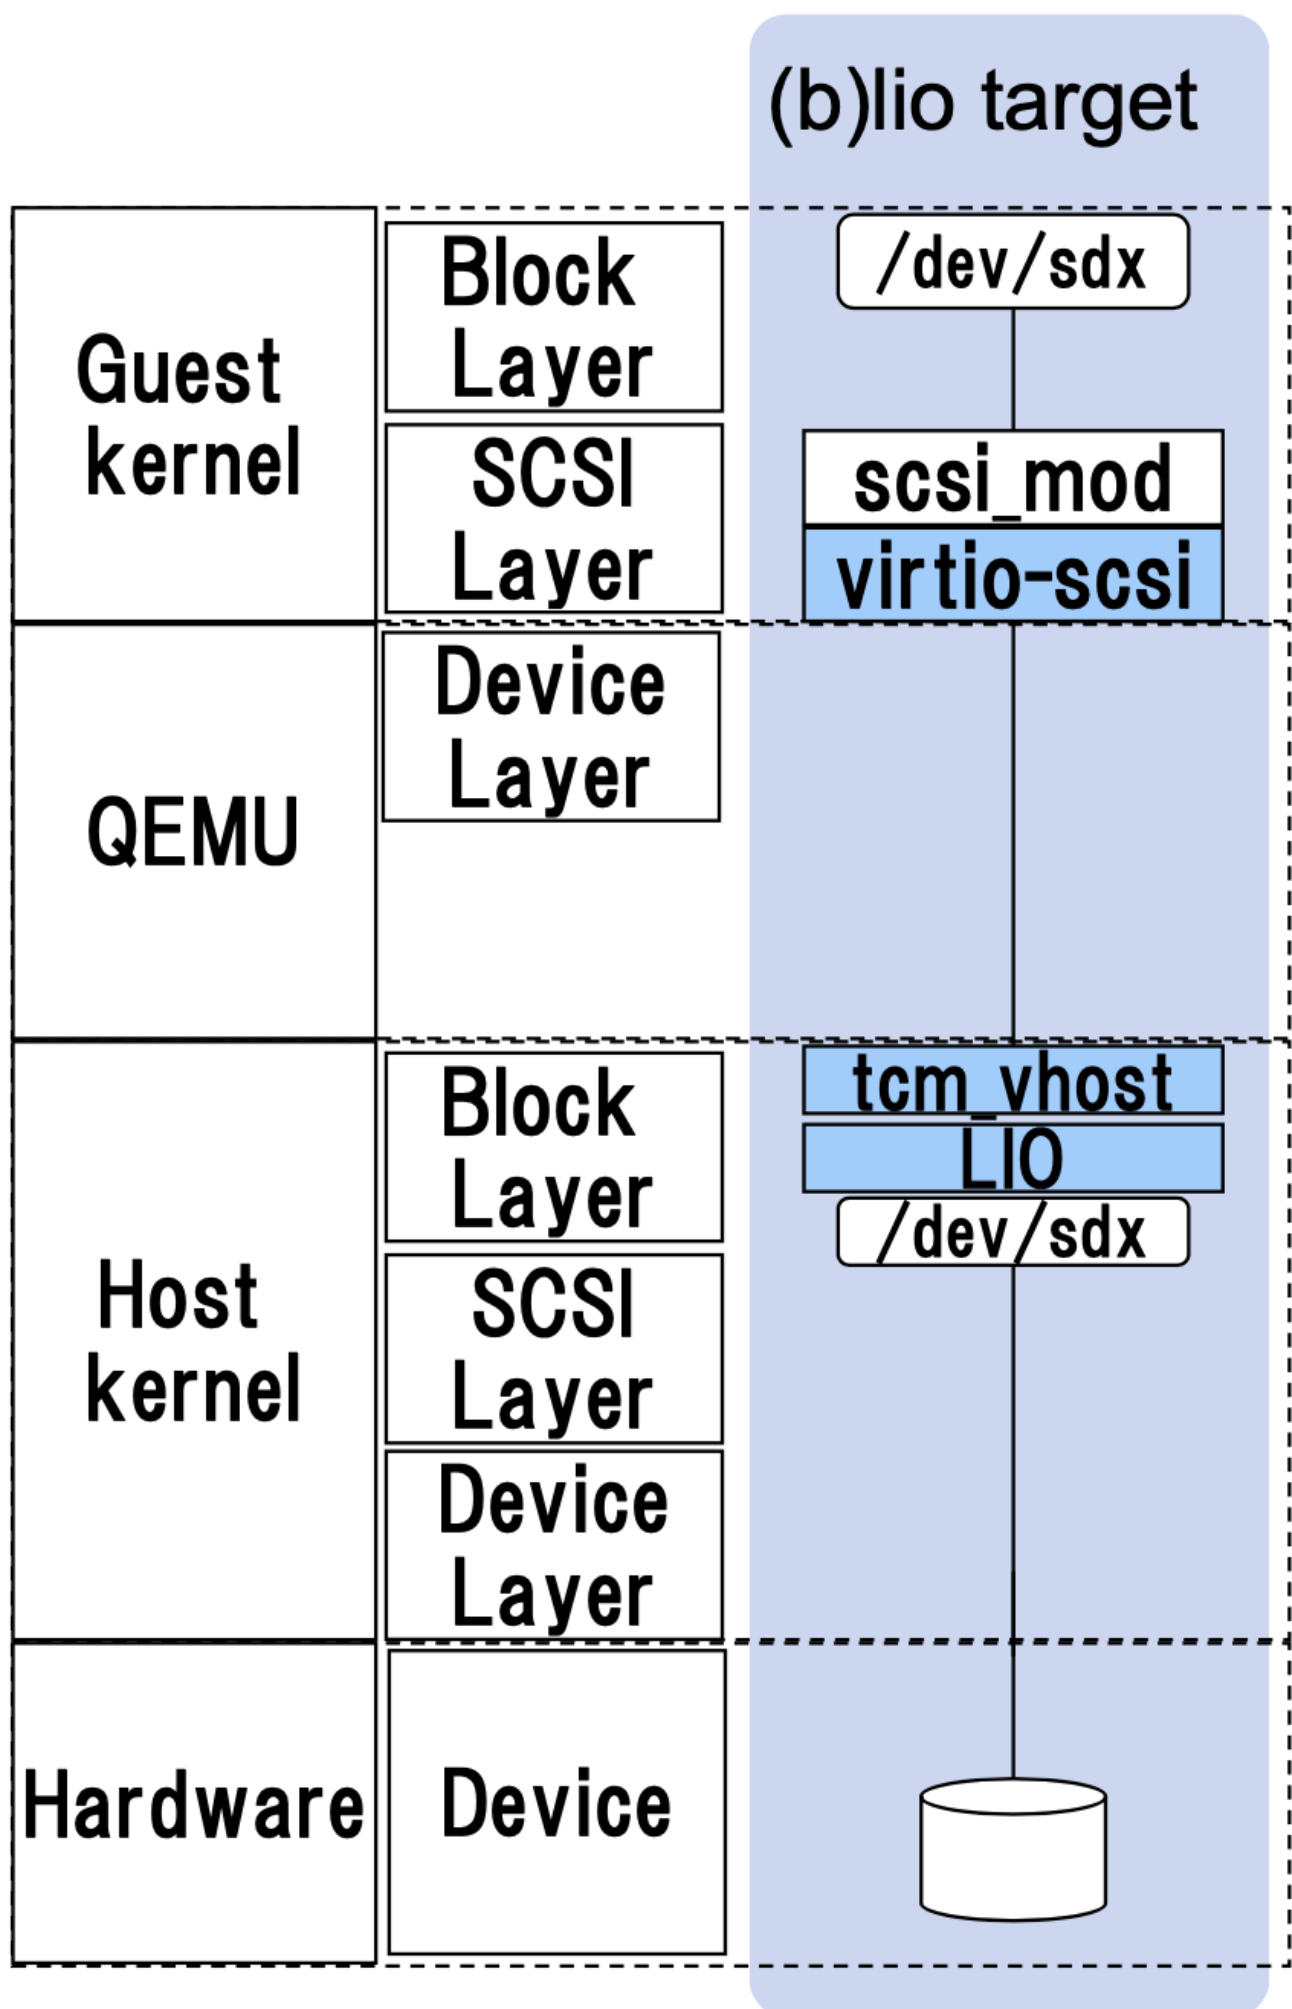 (b)lio target
Guest
kernel
Block
Layer
/dev/sdx
SCSI
Layer
scsi_mod
virtio-scsi
QEMU
Device
Layer
Host
kernel
Block
Layer
tcm_vhost
LIO
/dev/sdx
SCSI
Layer
Device
Layer
Hardware
Device